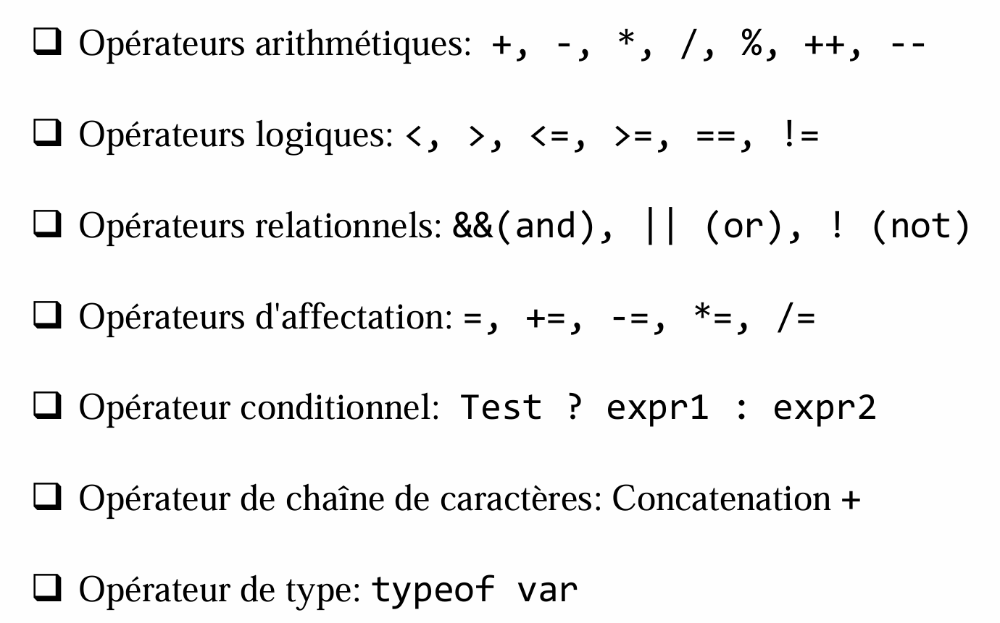 ❑ Opérateurs arithmétiques: +, -, *, /, %, ++, --
❑ Opérateurs logiques: <, >, <=, >=, ==, !=
❑ Opérateurs relationnels: &&(and), || (or), ! (not)
❑ Opérateurs d'affectation: =, +=, -=, *=, /=
❑ Opérateur conditionnel: Test ? expr1 : expr2
❑ Opérateur de chaîne de caractères: Concatenation +
❑ Opérateur de type: typeof var